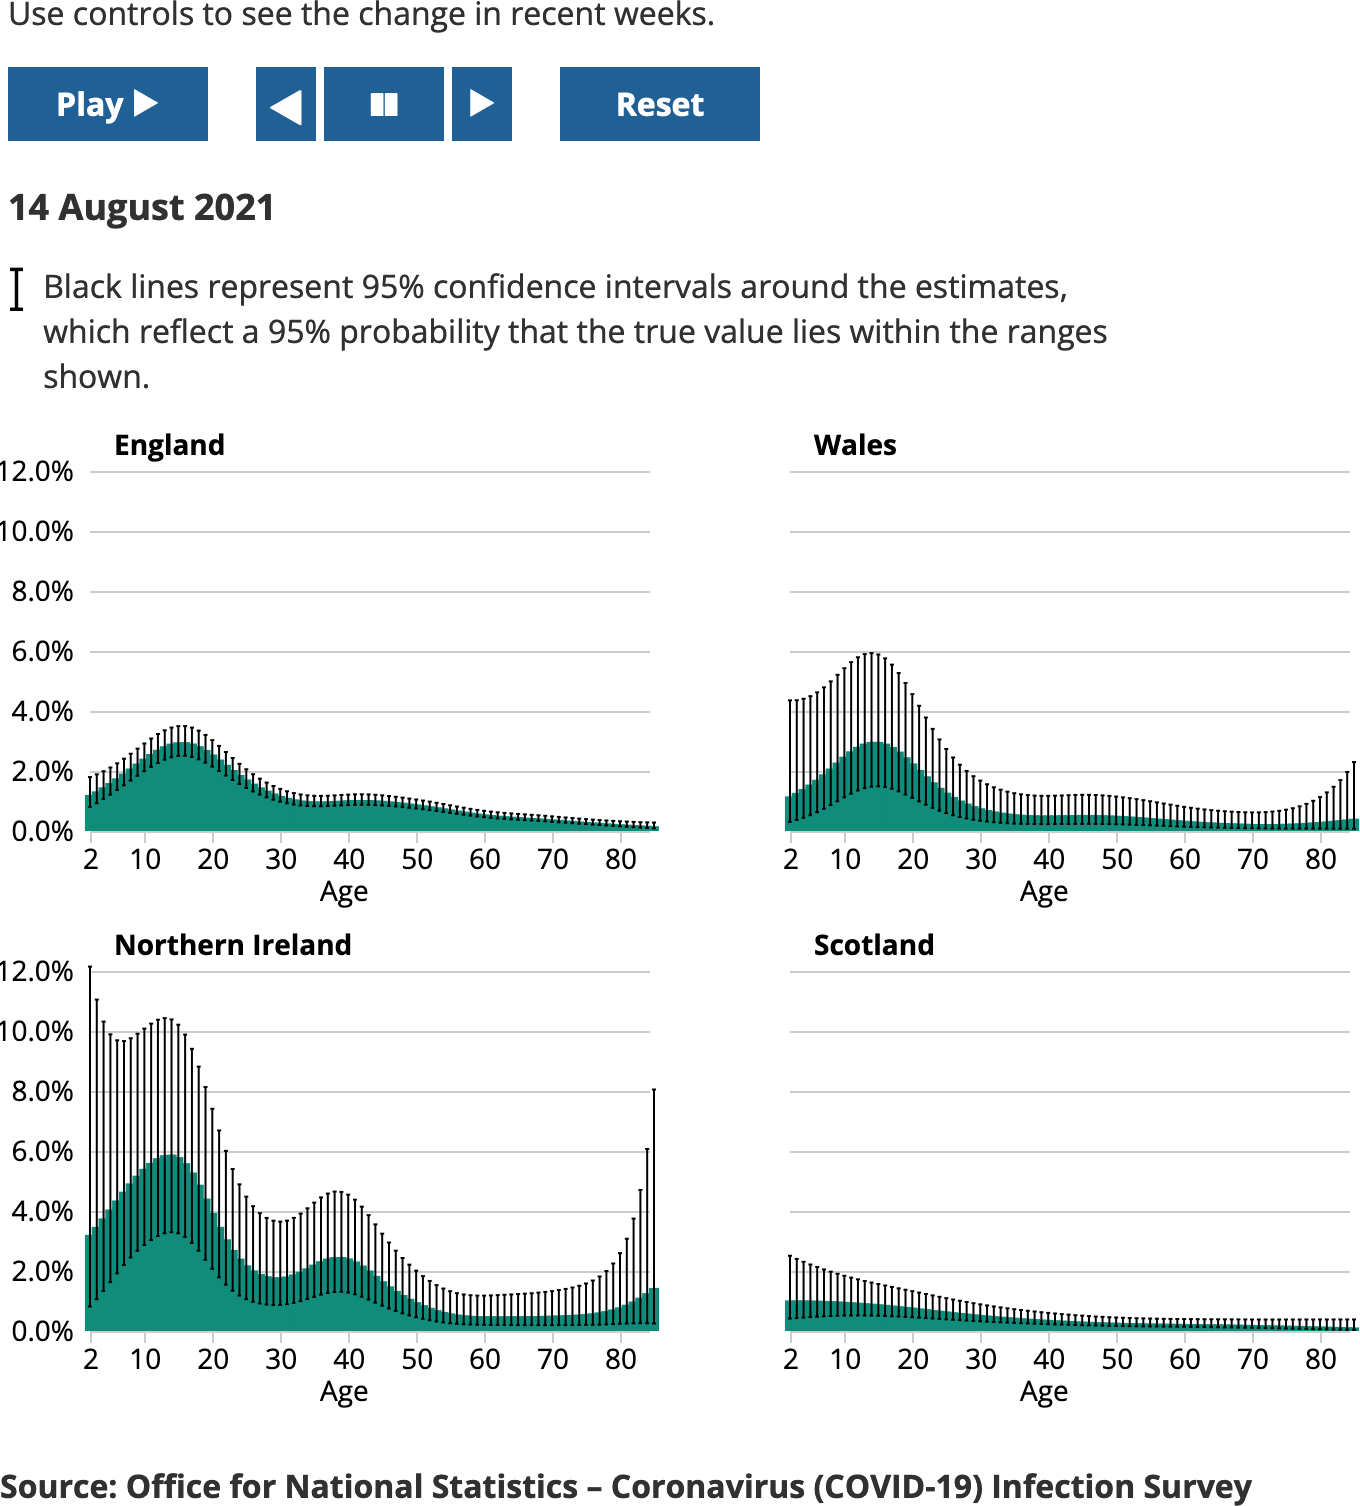 Use controls to see the change in recent weeks.
Play Reset
14 August 2021
Black lines represent 95% confidence intervals around the estimates,
which reflect a 95% probability that the true value lies within the ranges
shown.
England
12.0%
10.0%
8.0%
6.0%
4.0%
2.0%
0.0%
2 10 20 30 40 50 60 70 80
Age
Wales
2 10 20 30 40 50 60 70 80
Age
Northern Ireland
12.0%
10.0%
8.0%
6.0%
4.0%
2.0%
0.0%
2 10 20 30 40 50 60 70 80
Age
Scotland
2 10 20 30 40 50 60 70 80
Age
Source: Office for National Statistics – Coronavirus (COVID-19) Infection Survey